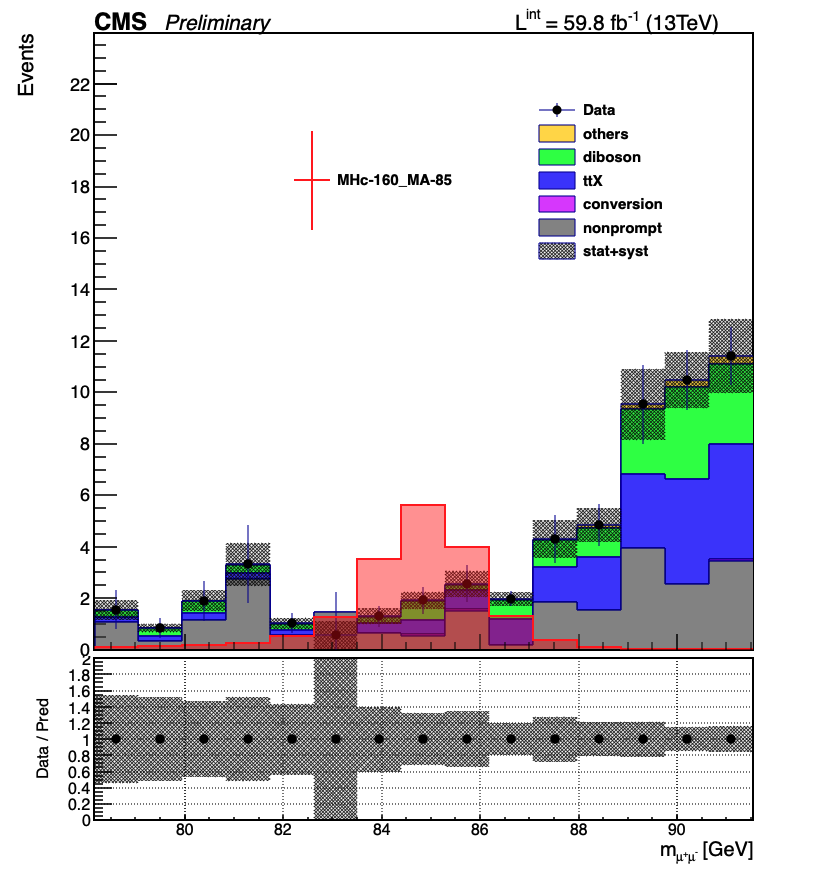 CMS Preliminary L^int = 59.8 fb^-1 (13TeV)
Events
22
20
18
16
14
12
10
8
6
4
2
0
MHc-160_MA-85
Data
others
diboson
ttX
conversion
nonprompt
stat+syst
Data / Pred
2
1.8
1.6
1.4
1.2
1
0.8
0.6
0.4
0.2
0
80 82 84 86 88 90
m_μ+μ- [GeV]